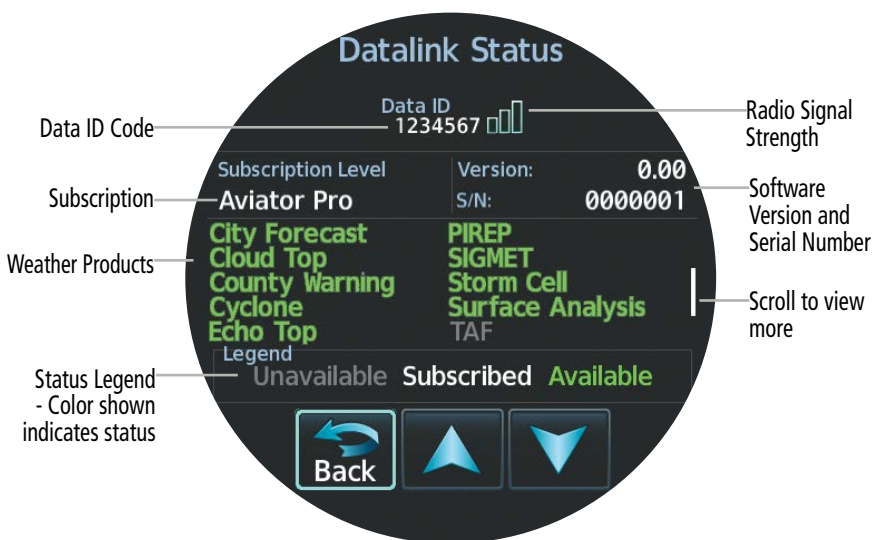 Datalink Status
Data ID
1234567
Data ID Code
Radio Signal
Strength
Subscription Level
Aviator Pro
Version: 0.00
S/N: 0000001
Subscription
Software
Version and
Serial Number
Weather Products
City Forecast
Cloud Top
County Warning
Cyclone
Echo Top
PIREP
SIGMET
Storm Cell
Surface Analysis
TAF
Scroll to view
more
Legend
Unavailable Subscribed Available
Status Legend
- Color shown
indicates status
Back